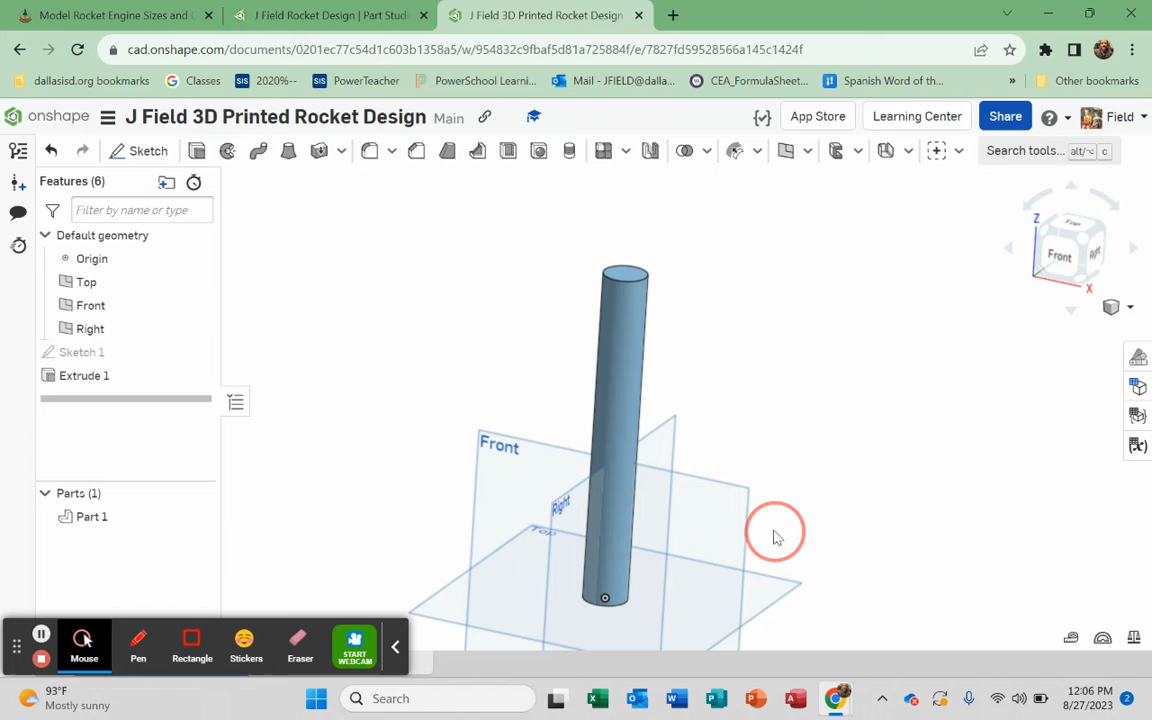 Model Rocket Engine Sizes and C
J Field Rocket Design | Part Studi
J Field 3D Printed Rocket Design
cad.onshape.com/documents/0201ec77c54d1c603b1358a5/w/954832c9fbaf5d81a725884f/e/7827fd59528566a145c1424f
dallasisd.org bookmarks
Classes
SIS 2020%--
SIS PowerTeacher
PowerSchool Learni...
Mail - JFIELD@dalla...
CEA_FormulaSheet...
Spanish Word of th...
»
Other bookmarks
onshape
J Field 3D Printed Rocket Design Main
App Store
Learning Center
Share
Field
Sketch
Search tools... alt/⌥ c
Features (6)
Filter by name or type
Default geometry
Origin
Top
Front
Right
Sketch 1
Extrude 1
Parts (1)
Part 1
Front
Right
Top
Z
Top
Front
Right
X
Mouse
Pen
Rectangle
Stickers
Eraser
START
WEBCAM
93°F
Mostly sunny
Search
12:06 PM
8/27/2023
2